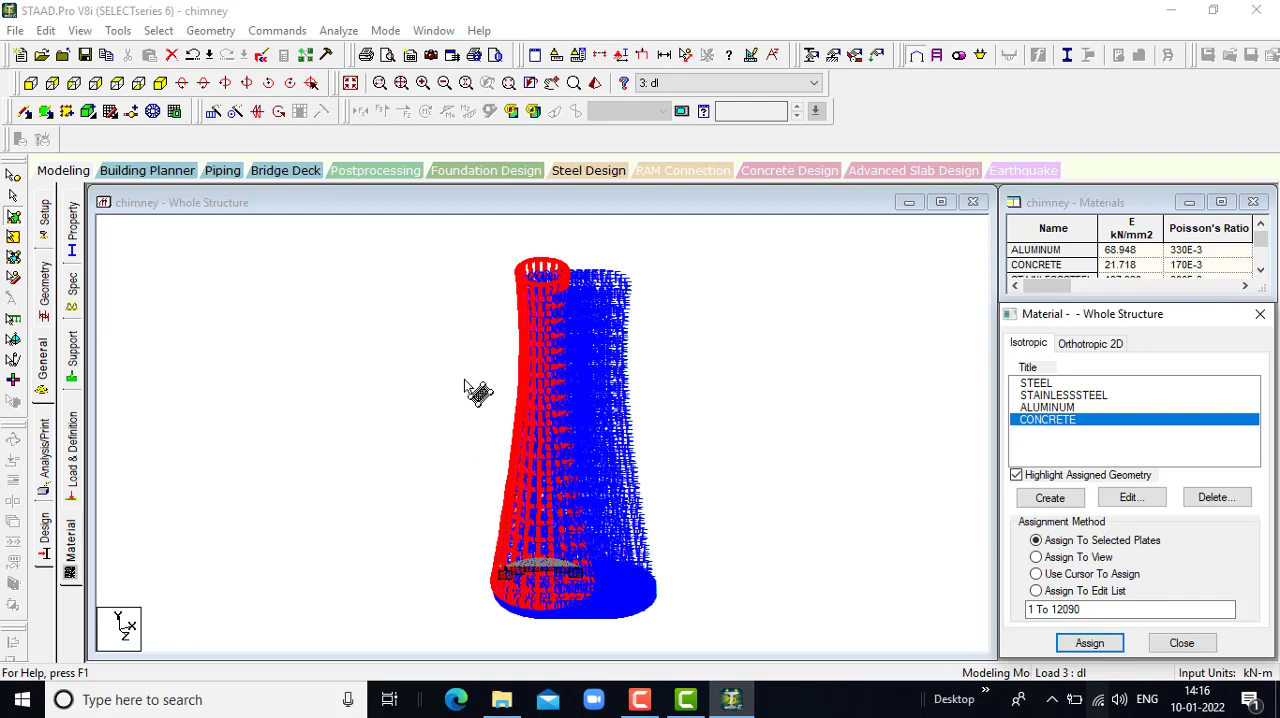 STAAD.Pro V8i (SELECTseries 6) - chimney
File Edit View Tools Select Geometry Commands Analyze Mode Window Help
3: dl
Modeling Building Planner Piping Bridge Deck Postprocessing Foundation Design Steel Design RAM Connection Concrete Design Advanced Slab Design Earthquake
Setup
Geometry
General
Analysis/Print
Design
Property
Spec
Support
Load & Definition
Material
chimney - Whole Structure
Y
X
Z
chimney - Materials
Name E kN/mm2 Poisson's Ratio
ALUMINUM 68.948 330E-3
CONCRETE 21.718 170E-3
Material - - Whole Structure
Isotropic Orthotropic 2D
Title
STEEL
STAINLESSSTEEL
ALUMINUM
CONCRETE
Highlight Assigned Geometry
Create Edit... Delete...
Assignment Method
Assign To Selected Plates
Assign To View
Use Cursor To Assign
Assign To Edit List
1 To 12090
Assign Close
For Help, press F1 Modeling Mo Load 3 : dl Input Units: kN-m
Type here to search Desktop ENG 14:16
10-01-2022